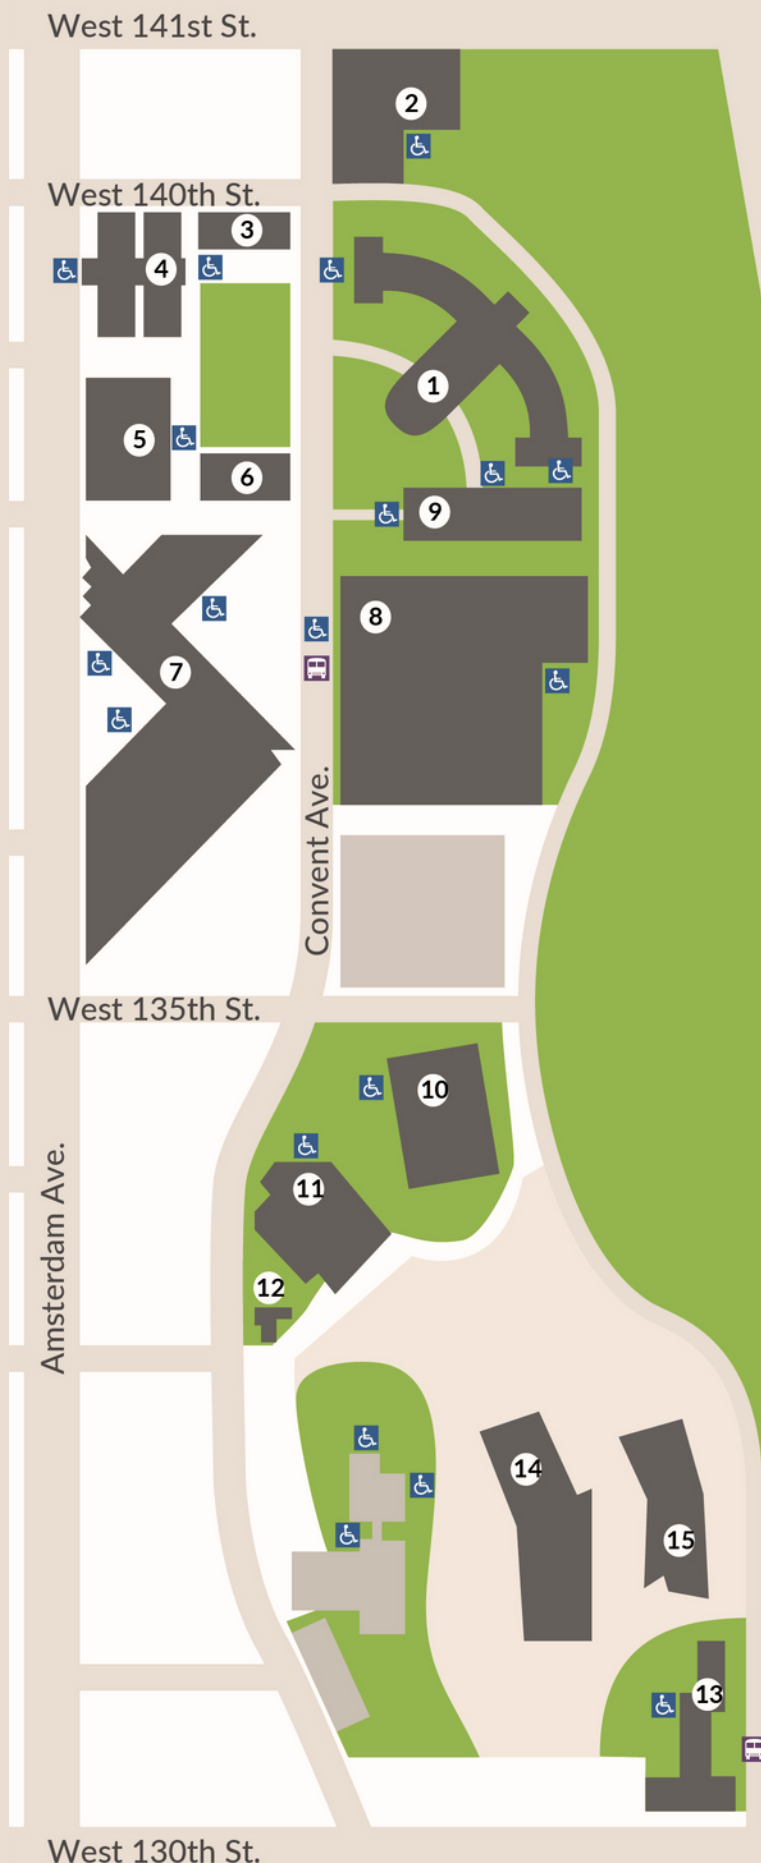 West 141st St.
2
West 140th St.
3
4
1
5
6
9
8
7
Convent Ave.
West 135th St.
10
11
12
Amsterdam Ave.
14
15
13
West 130th St.